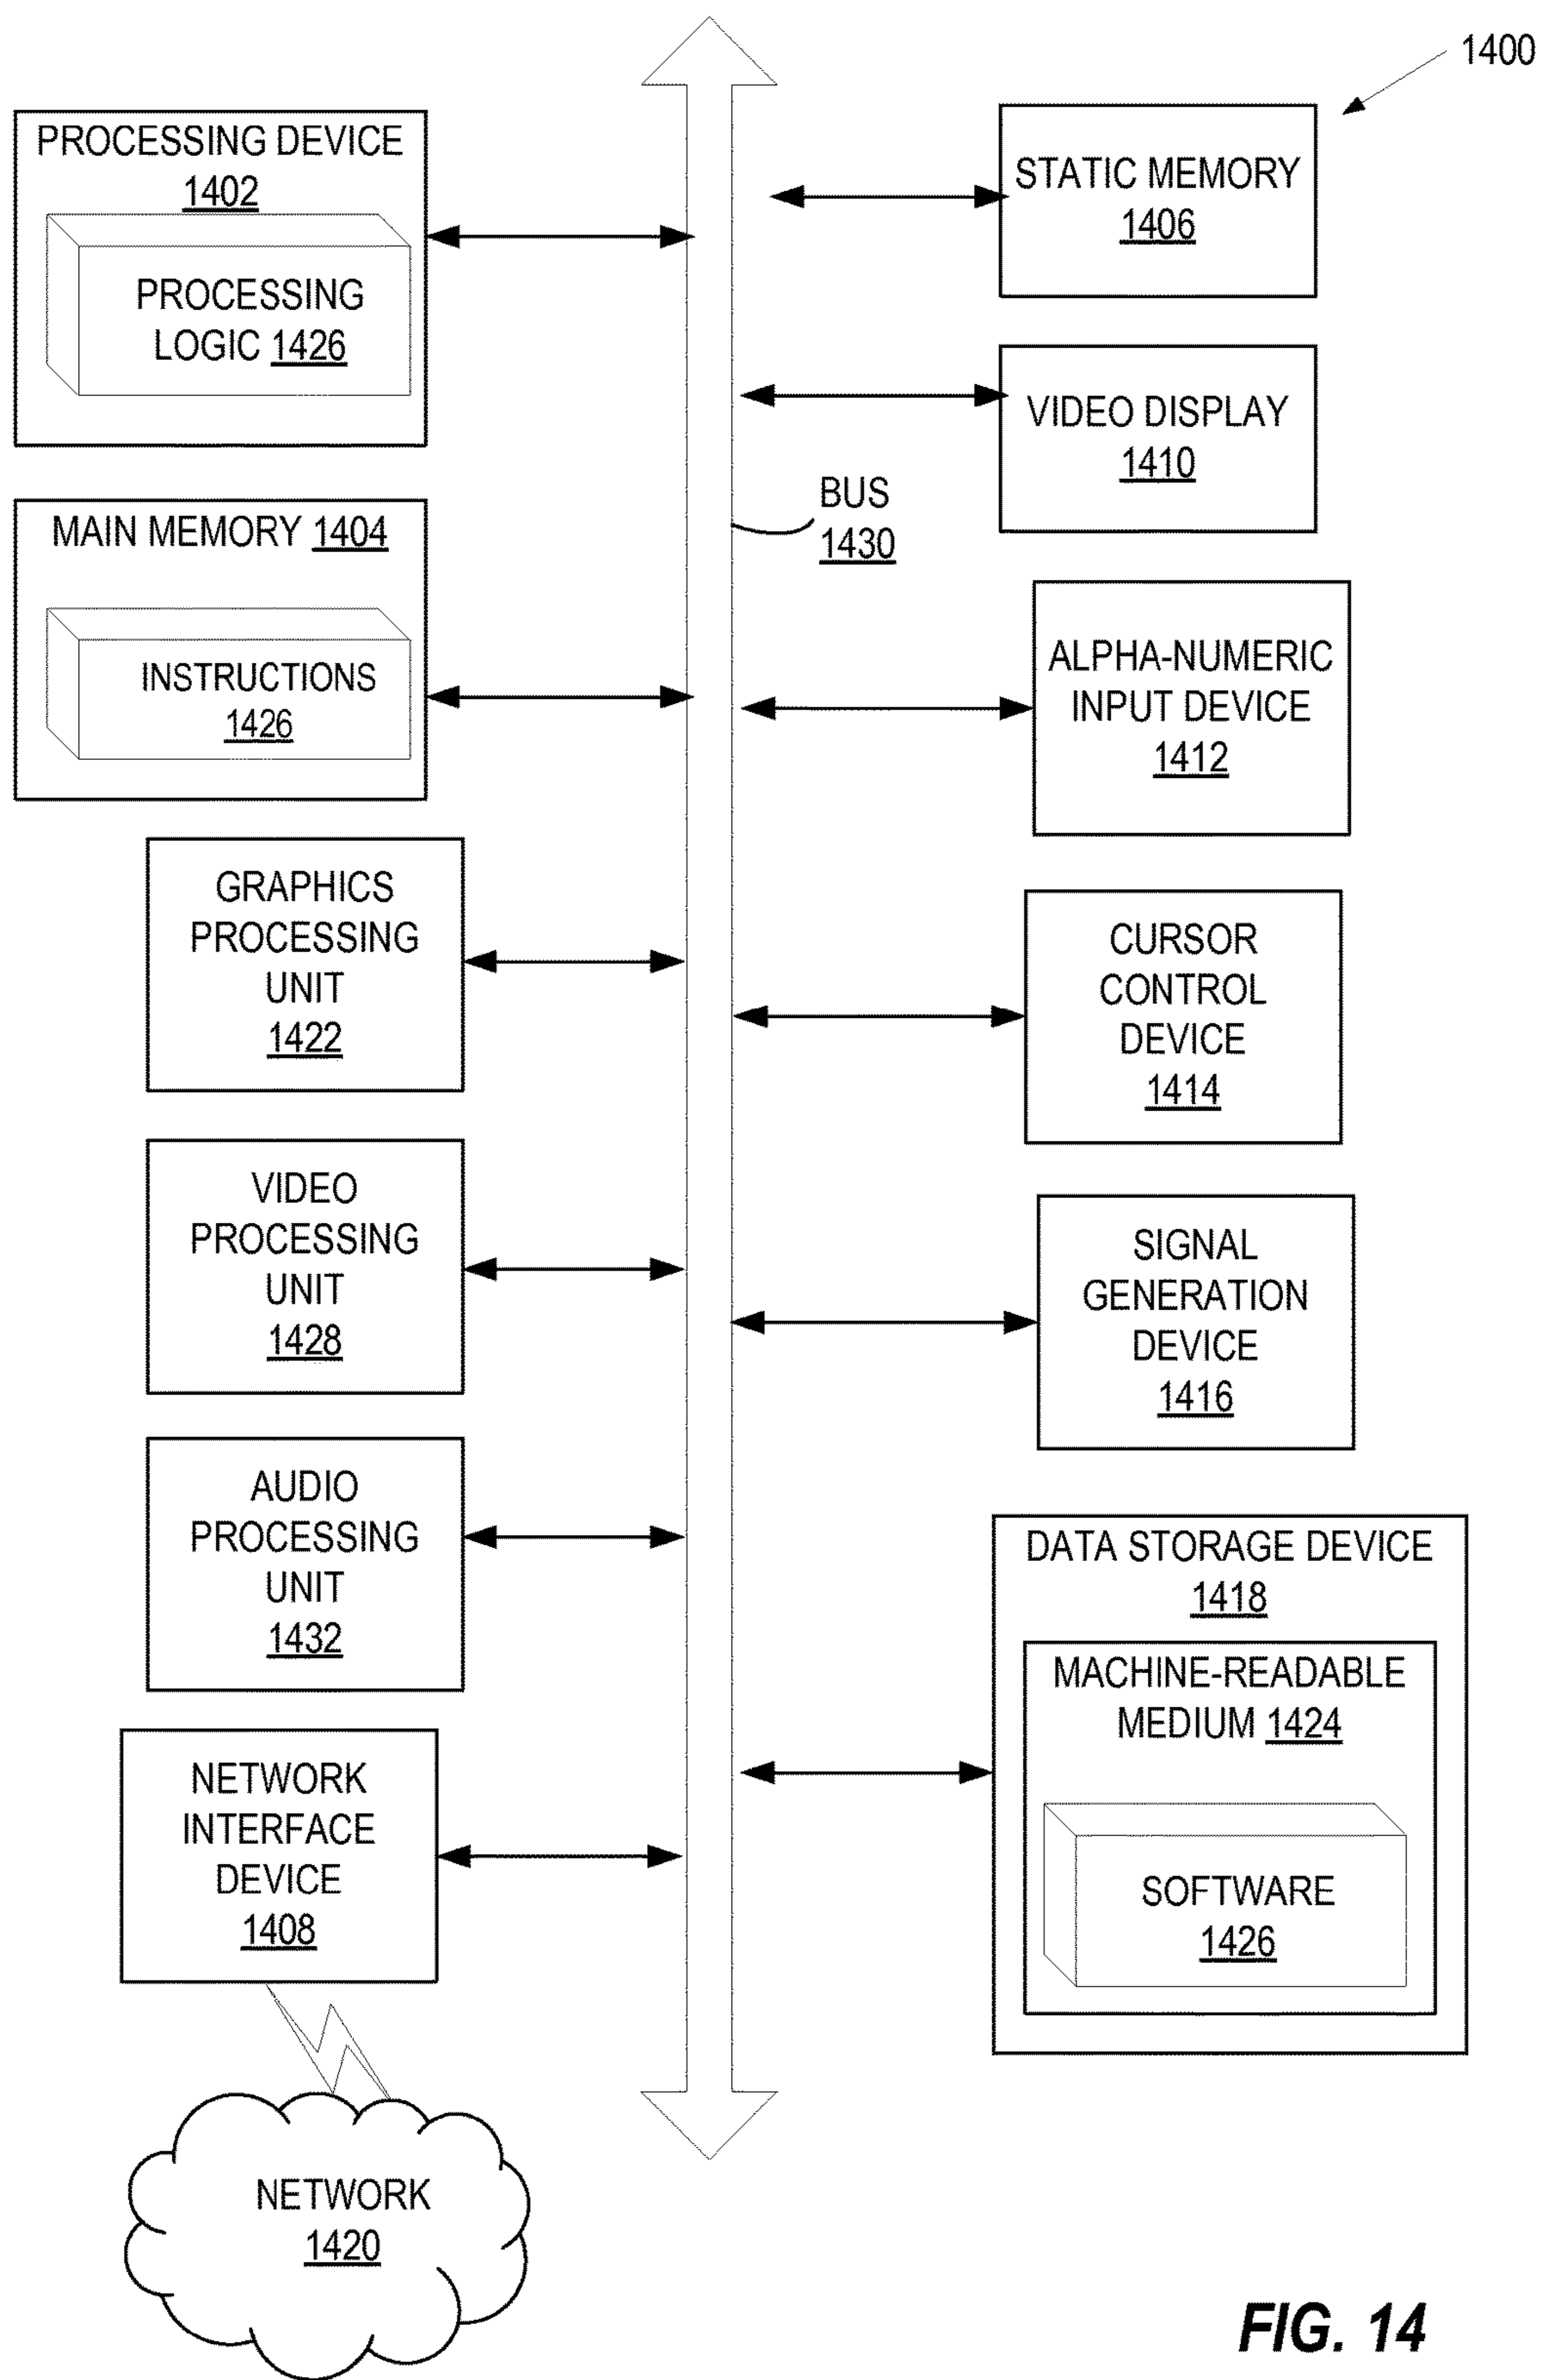 1400
PROCESSING DEVICE
1402
PROCESSING
LOGIC 1426
MAIN MEMORY 1404
INSTRUCTIONS
1426
GRAPHICS
PROCESSING
UNIT
1422
VIDEO
PROCESSING
UNIT
1428
AUDIO
PROCESSING
UNIT
1432
NETWORK
INTERFACE
DEVICE
1408
NETWORK
1420
BUS
1430
STATIC MEMORY
1406
VIDEO DISPLAY
1410
ALPHA-NUMERIC
INPUT DEVICE
1412
CURSOR
CONTROL
DEVICE
1414
SIGNAL
GENERATION
DEVICE
1416
DATA STORAGE DEVICE
1418
MACHINE-READABLE
MEDIUM 1424
SOFTWARE
1426
FIG. 14